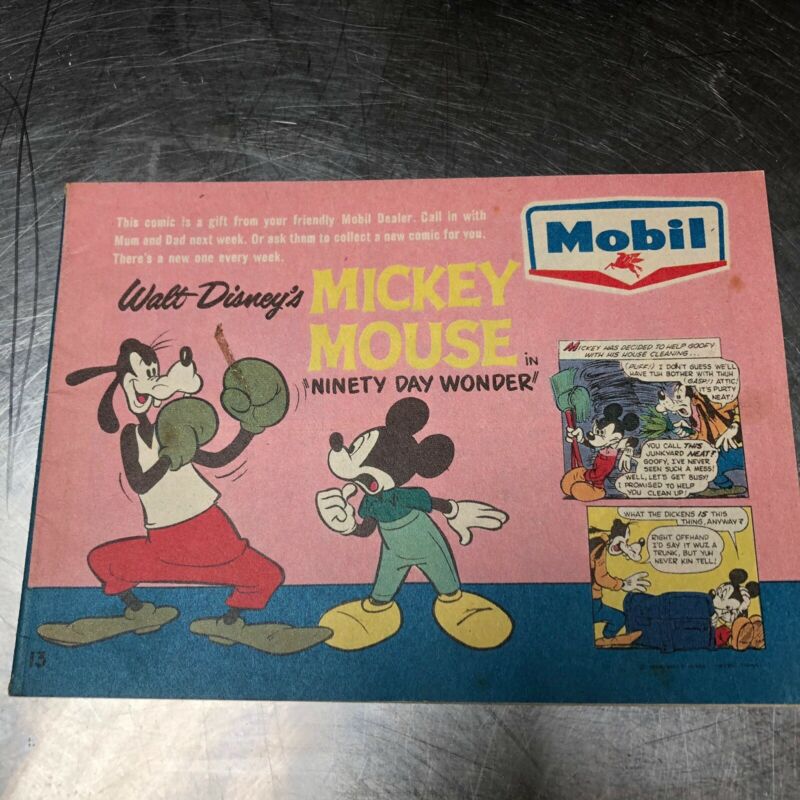 This comic is a gift from your friendly Mobil Dealer. Call in with
Mum and Dad next week. Or ask them to collect a new comic for you.
There's a new one every week.
Mobil
Walt Disney's MICKEY
MOUSE in
"NINETY DAY WONDER"
MICKEY HAS DECIDED TO HELP GOOFY
WITH HIS HOUSE CLEANING...
(PUFF!) I DON'T GUESS WE'LL
HAVE TUH BOTHER WITH THUH
(GASP!) ATTIC!
IT'S PURTY
NEAT!
YOU CALL THIS
JUNKYARD NEAT?
GOOFY, I'VE NEVER
SEEN SUCH A MESS!
WELL, LET'S GET BUSY!
I PROMISED TO HELP
YOU CLEAN UP!
WHAT THE DICKENS IS THIS
THING, ANYWAY?
RIGHT OFFHAND
I'D SAY IT WUZ A
TRUNK, BUT YUH
NEVER KIN TELL!
13